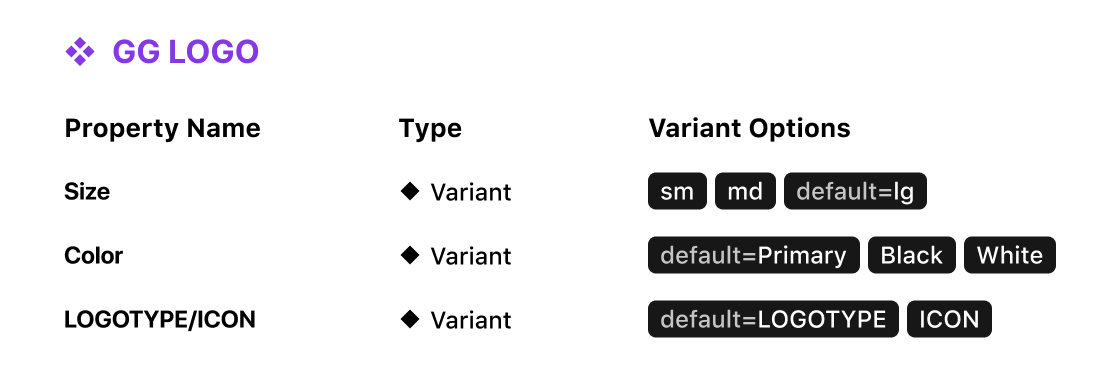 GG LOGO
Property Name Type Variant Options
Size Variant sm md default=lg
Color Variant default=Primary Black White
LOGOTYPE/ICON Variant default=LOGOTYPE ICON